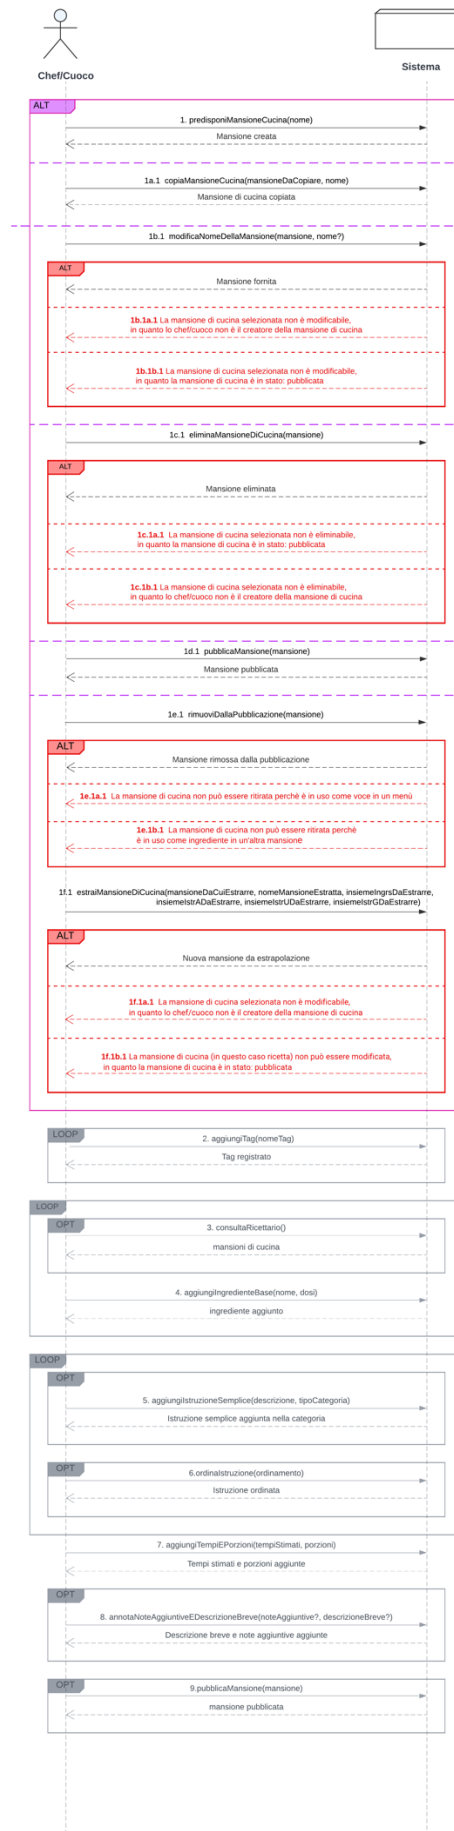 Chef/Cuoco
Sistema
ALT
1. predisponiMansioneCucina(nome)
Mansione creata
1a.1 copiaMansioneCucina(mansioneDaCopiare, nome)
Mansione di cucina copiata
1b.1 modificaNomeDellaMansione(mansione, nome?)
ALT
Mansione fornita
1b.1a.1 La mansione di cucina selezionata non è modificabile,
in quanto lo chef/cuoco non è il creatore della mansione di cucina
1b.1b.1 La mansione di cucina selezionata non è modificabile,
in quanto la mansione di cucina è in stato: pubblicata
1c.1 eliminaMansioneDiCucina(mansione)
ALT
Mansione eliminata
1c.1a.1 La mansione di cucina selezionata non è eliminabile,
in quanto la mansione di cucina è in stato: pubblicata
1c.1b.1 La mansione di cucina selezionata non è eliminabile,
in quanto lo chef/cuoco non è il creatore della mansione di cucina
1d.1 pubblicaMansione(mansione)
Mansione pubblicata
1e.1 rimuoviDallaPubblicazione(mansione)
ALT
Mansione rimossa dalla pubblicazione
1e.1a.1 La mansione di cucina non può essere ritirata perchè è in uso come voce in un menù
1e.1b.1 La mansione di cucina non può essere ritirata perchè
è in uso come ingrediente in un'altra mansione
1f.1 estraiMansioneDiCucina(mansioneDaCuiEstrarre, nomeMansioneEstratta, insiemeIngrsDaEstrarre,
insiemeIstrADaEstrarre, insiemeIstrUDaEstrarre, insiemeIstrGDaEstrarre)
ALT
Nuova mansione da estrapolazione
1f.1a.1 La mansione di cucina selezionata non è modificabile,
in quanto lo chef/cuoco non è il creatore della mansione di cucina
1f.1b.1 La mansione di cucina (in questo caso ricetta) non può essere modificata,
in quanto la mansione di cucina è in stato: pubblicata
LOOP
2. aggiungiTag(nomeTag)
Tag registrato
LOOP
OPT
3. consultaRicettario()
mansioni di cucina
4. aggiungiIngredienteBase(nome, dosi)
ingrediente aggiunto
LOOP
OPT
5. aggiungiIstruzioneSemplice(descrizione, tipoCategoria)
Istruzione semplice aggiunta nella categoria
OPT
6.ordinaIstruzione(ordinamento)
Istruzione ordinata
7. aggiungiTempiEPorzioni(tempiStimati, porzioni)
Tempi stimati e porzioni aggiunte
OPT
8. annotaNoteAggiuntiveEDescrizioneBreve(noteAggiuntive?, descrizioneBreve?)
Descrizione breve e note aggiuntive aggiunte
OPT
9.pubblicaMansione(mansione)
mansione pubblicata